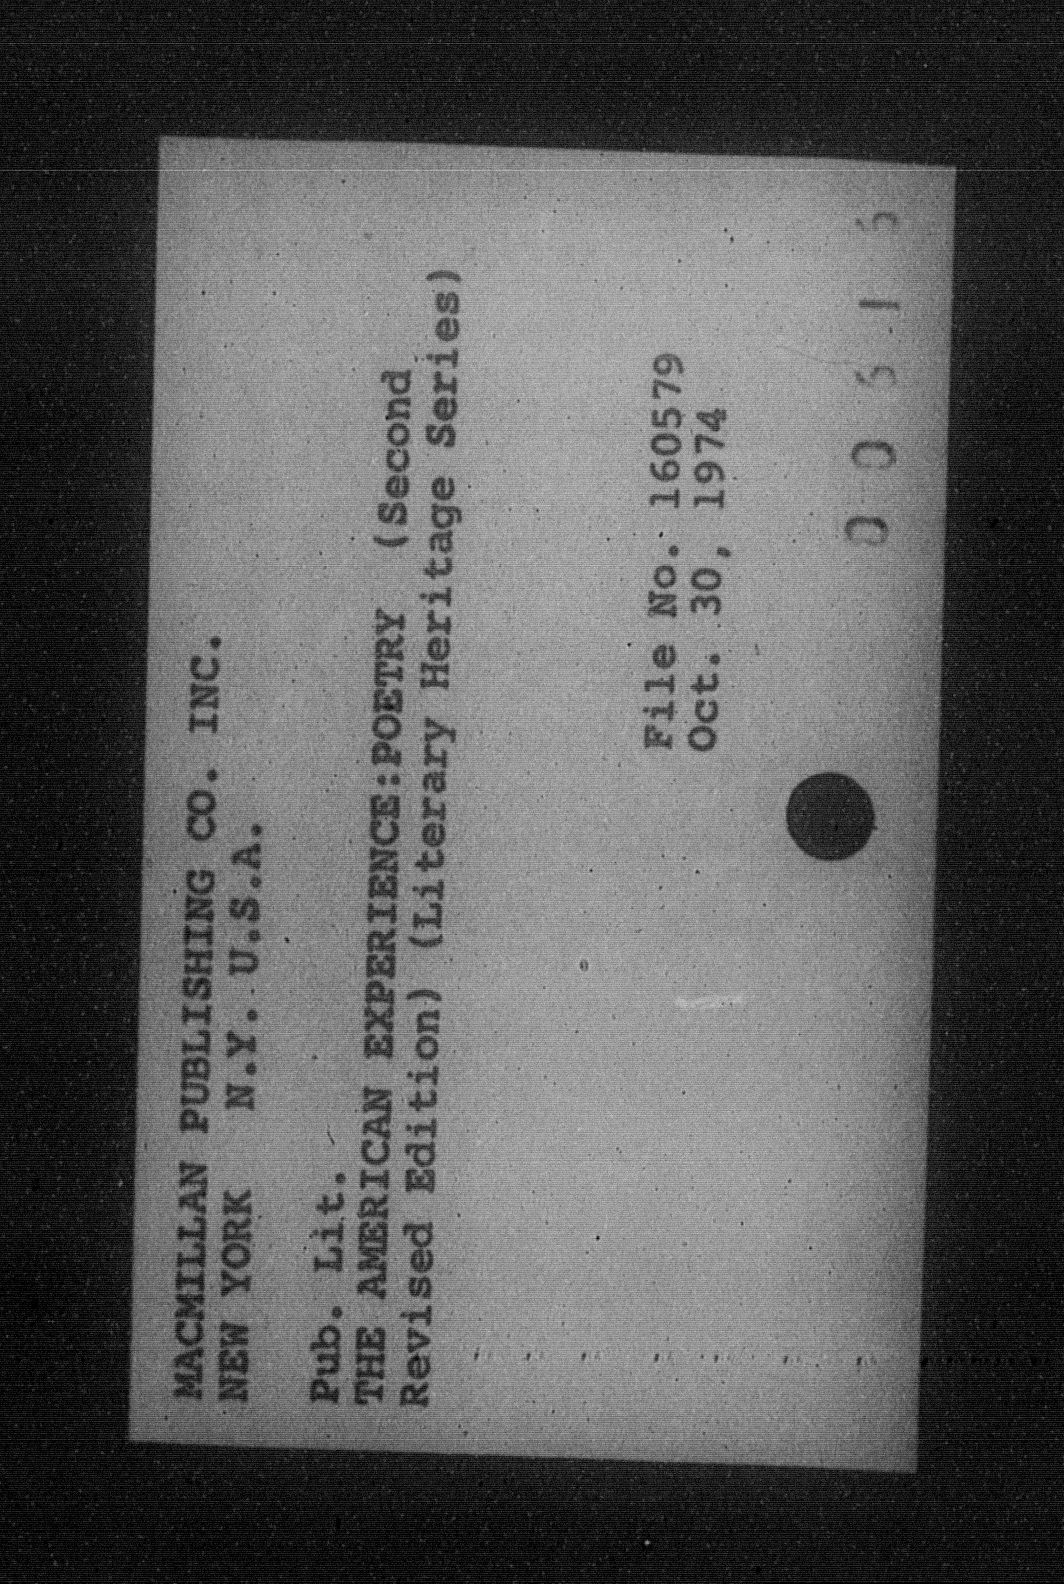 MACMILLAN PUBLISHING CO. INC.
NEW YORK N.Y. U.S.A.
Pub. Lit.
THE AMERICAN EXPERIENCE:POETRY (Second
Revised Edition) (Literary Heritage Series)
File No. 160579
Oct. 30, 1974